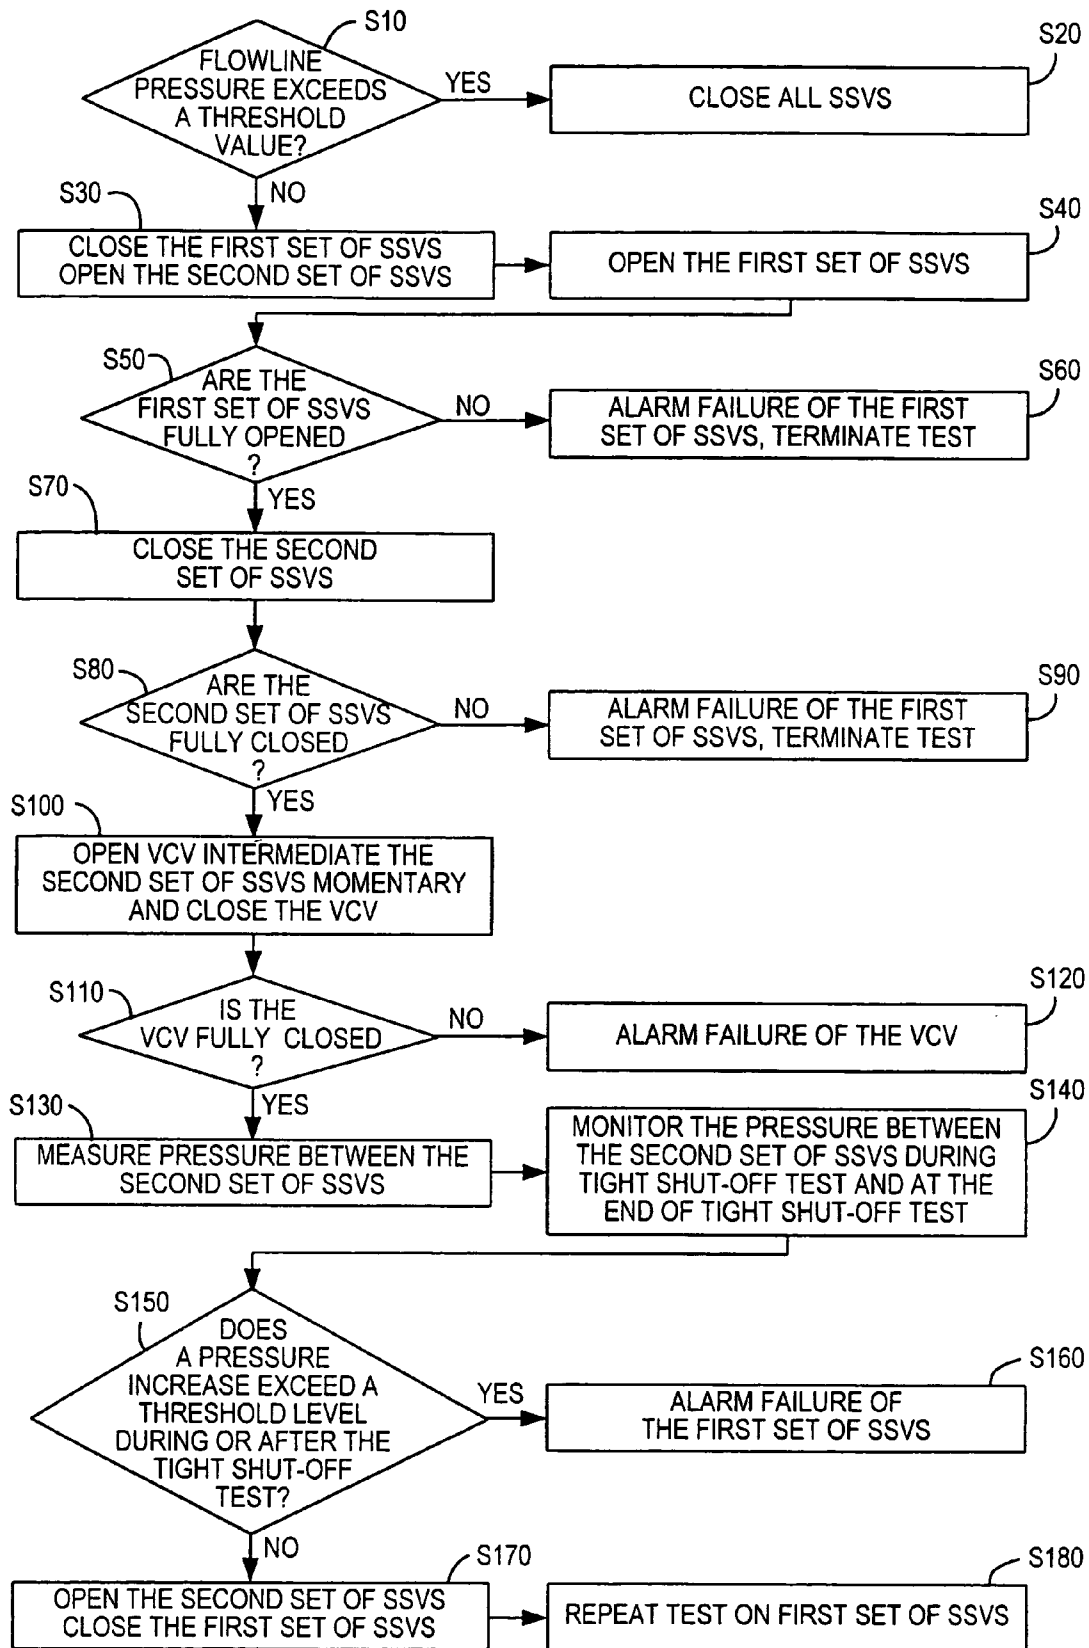 S10
FLOWLINE
PRESSURE EXCEEDS
A THRESHOLD
VALUE?
YES
S20
CLOSE ALL SSVS
NO
S30
CLOSE THE FIRST SET OF SSVS
OPEN THE SECOND SET OF SSVS
S40
OPEN THE FIRST SET OF SSVS
S50
ARE THE
FIRST SET OF SSVS
FULLY OPENED
?
NO
S60
ALARM FAILURE OF THE FIRST
SET OF SSVS, TERMINATE TEST
YES
S70
CLOSE THE SECOND
SET OF SSVS
S80
ARE THE
SECOND SET OF SSVS
FULLY CLOSED
?
NO
S90
ALARM FAILURE OF THE FIRST
SET OF SSVS, TERMINATE TEST
YES
S100
OPEN VCV INTERMEDIATE THE
SECOND SET OF SSVS MOMENTARY
AND CLOSE THE VCV
S110
IS THE
VCV FULLY CLOSED
?
NO
S120
ALARM FAILURE OF THE VCV
YES
S130
MEASURE PRESSURE BETWEEN THE
SECOND SET OF SSVS
S140
MONITOR THE PRESSURE BETWEEN
THE SECOND SET OF SSVS DURING
TIGHT SHUT-OFF TEST AND AT THE
END OF TIGHT SHUT-OFF TEST
S150
DOES
A PRESSURE
INCREASE EXCEED A
THRESHOLD LEVEL
DURING OR AFTER THE
TIGHT SHUT-OFF
TEST?
YES
S160
ALARM FAILURE OF
THE FIRST SET OF SSVS
NO
S170
OPEN THE SECOND SET OF SSVS
CLOSE THE FIRST SET OF SSVS
S180
REPEAT TEST ON FIRST SET OF SSVS